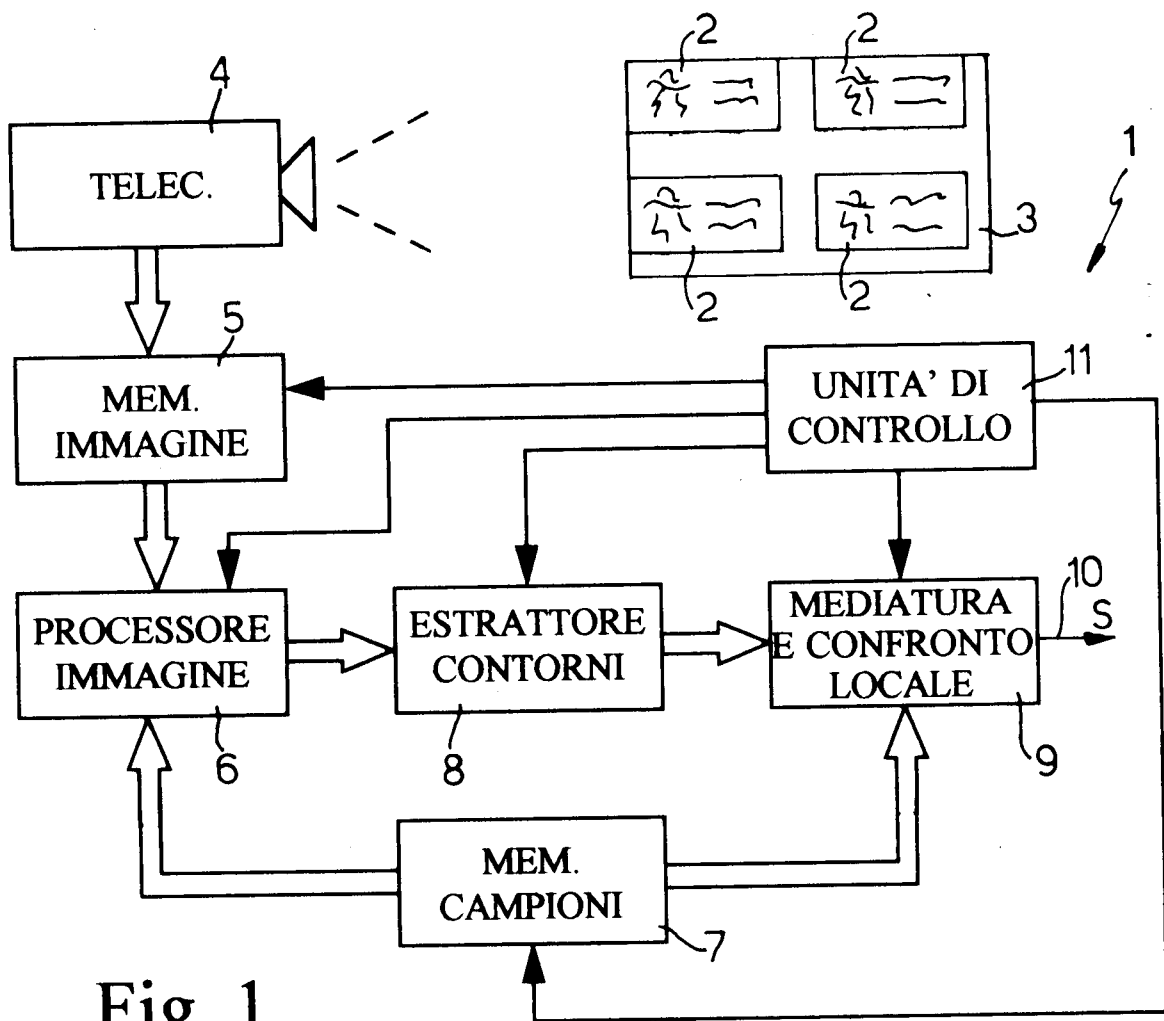 2
2
4
1
TELEC.
3
2
2
5
11
MEM.
IMMAGINE
UNITA' DI
CONTROLLO
10
S
PROCESSORE
IMMAGINE
ESTRATTORE
CONTORNI
MEDIATURA
E CONFRONTO
LOCALE
6
8
9
MEM.
CAMPIONI
7
Fig. 1